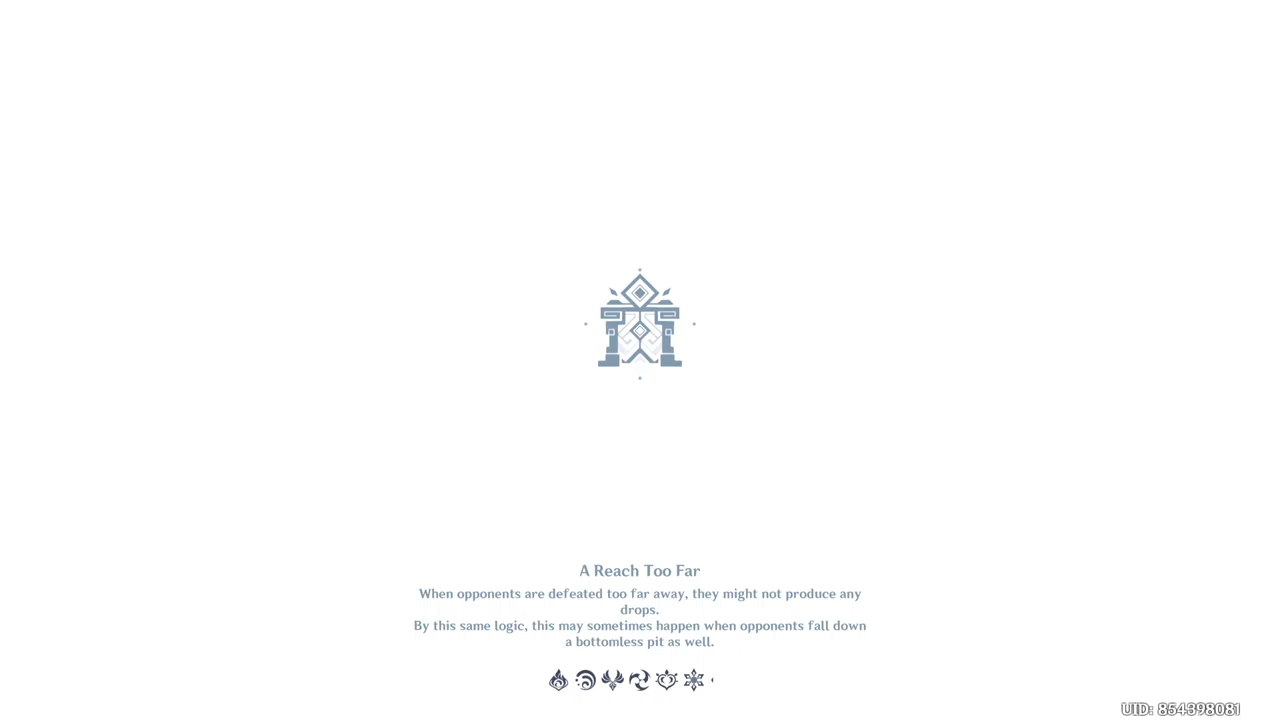 A Reach Too Far
When opponents are defeated too far away, they might not produce any
drops.
By this same logic, this may sometimes happen when opponents fall down
a bottomless pit as well.
UID: 854398081